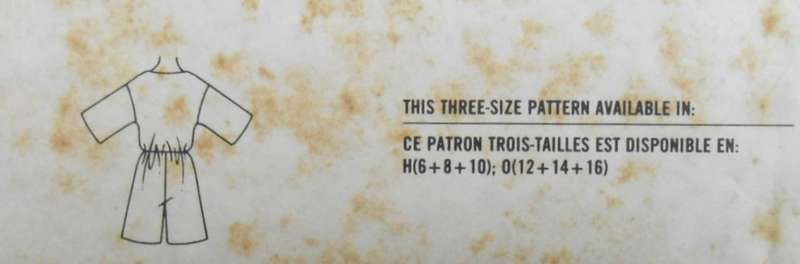 THIS THREE-SIZE PATTERN AVAILABLE IN:
CE PATRON TROIS-TAILLES EST DISPONIBLE EN:
H(6+8+10); O(12+14+16)